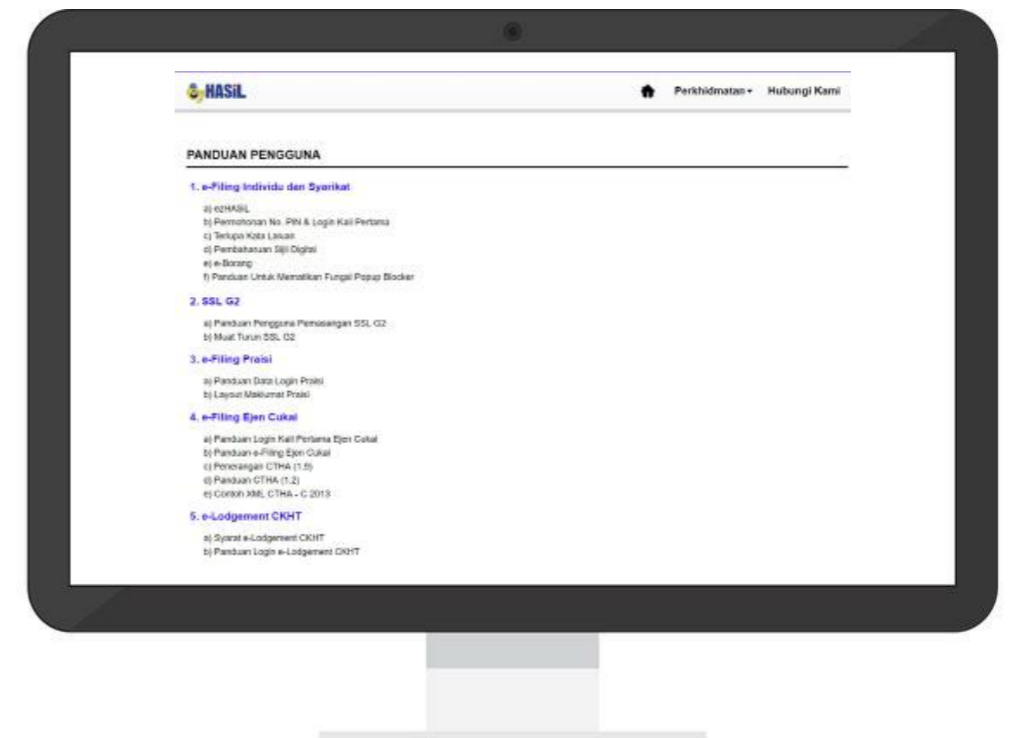 HASiL
Perkhidmatan
Hubungi Kami
PANDUAN PENGGUNA
1. e-Filing Individu dan Syarikat
a) ezHASiL
b) Permohonan No. PIN & Login Kali Pertama
c) Terlupa Kata Laluan
d) Pembaharuan Sijil Digital
e) e-Borang
f) Panduan Untuk Mematikan Fungsi Popup Blocker
2. SSL G2
a) Panduan Pengguna Pemasangan SSL G2
b) Muat Turun SSL G2
3. e-Filing Praisi
a) Panduan Data Login Praisi
b) Layout Maklumat Praisi
4. e-Filing Ejen Cukai
a) Panduan Login Kali Pertama Ejen Cukai
b) Panduan e-Filing Ejen Cukai
c) Penerangan CTHA (1.9)
d) Panduan CTHA (1.2)
e) Contoh XML CTHA - C 2013
5. e-Lodgement CKHT
a) Syarat e-Lodgement CKHT
b) Panduan Login e-Lodgement CKHT